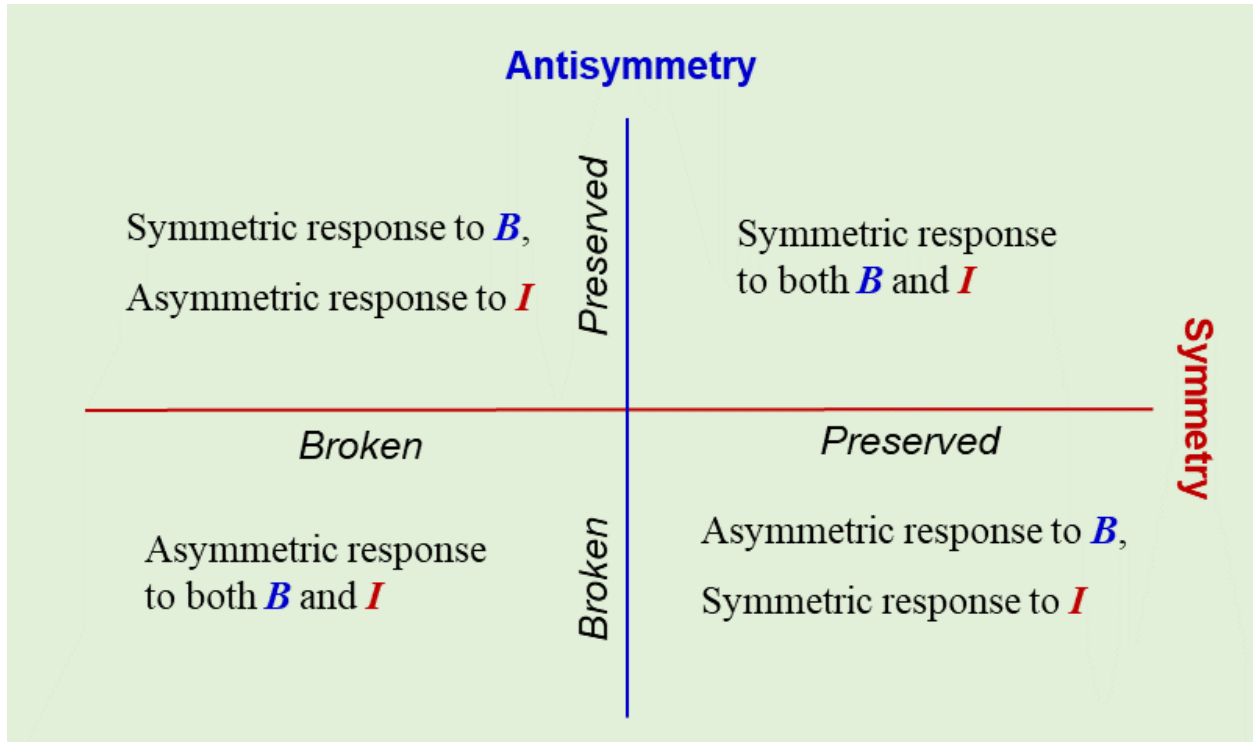 Antisymmetry
Preserved
Symmetric response to B,
Asymmetric response to I
Symmetric response
to both B and I
Symmetry
Broken
Preserved
Broken
Asymmetric response
to both B and I
Asymmetric response to B,
Symmetric response to I